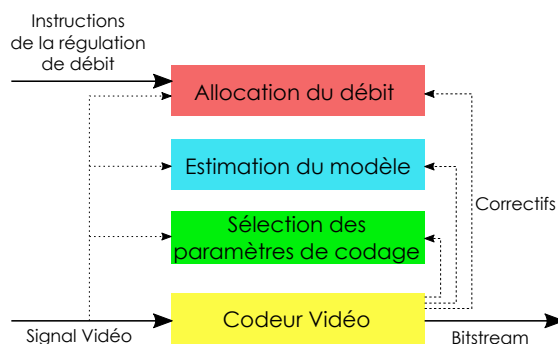 Instructions
de la régulation
de débit
Allocation du débit
Estimation du modèle
Correctifs
Sélection des
paramètres de codage
Codeur Vidéo
Signal Vidéo
Bitstream